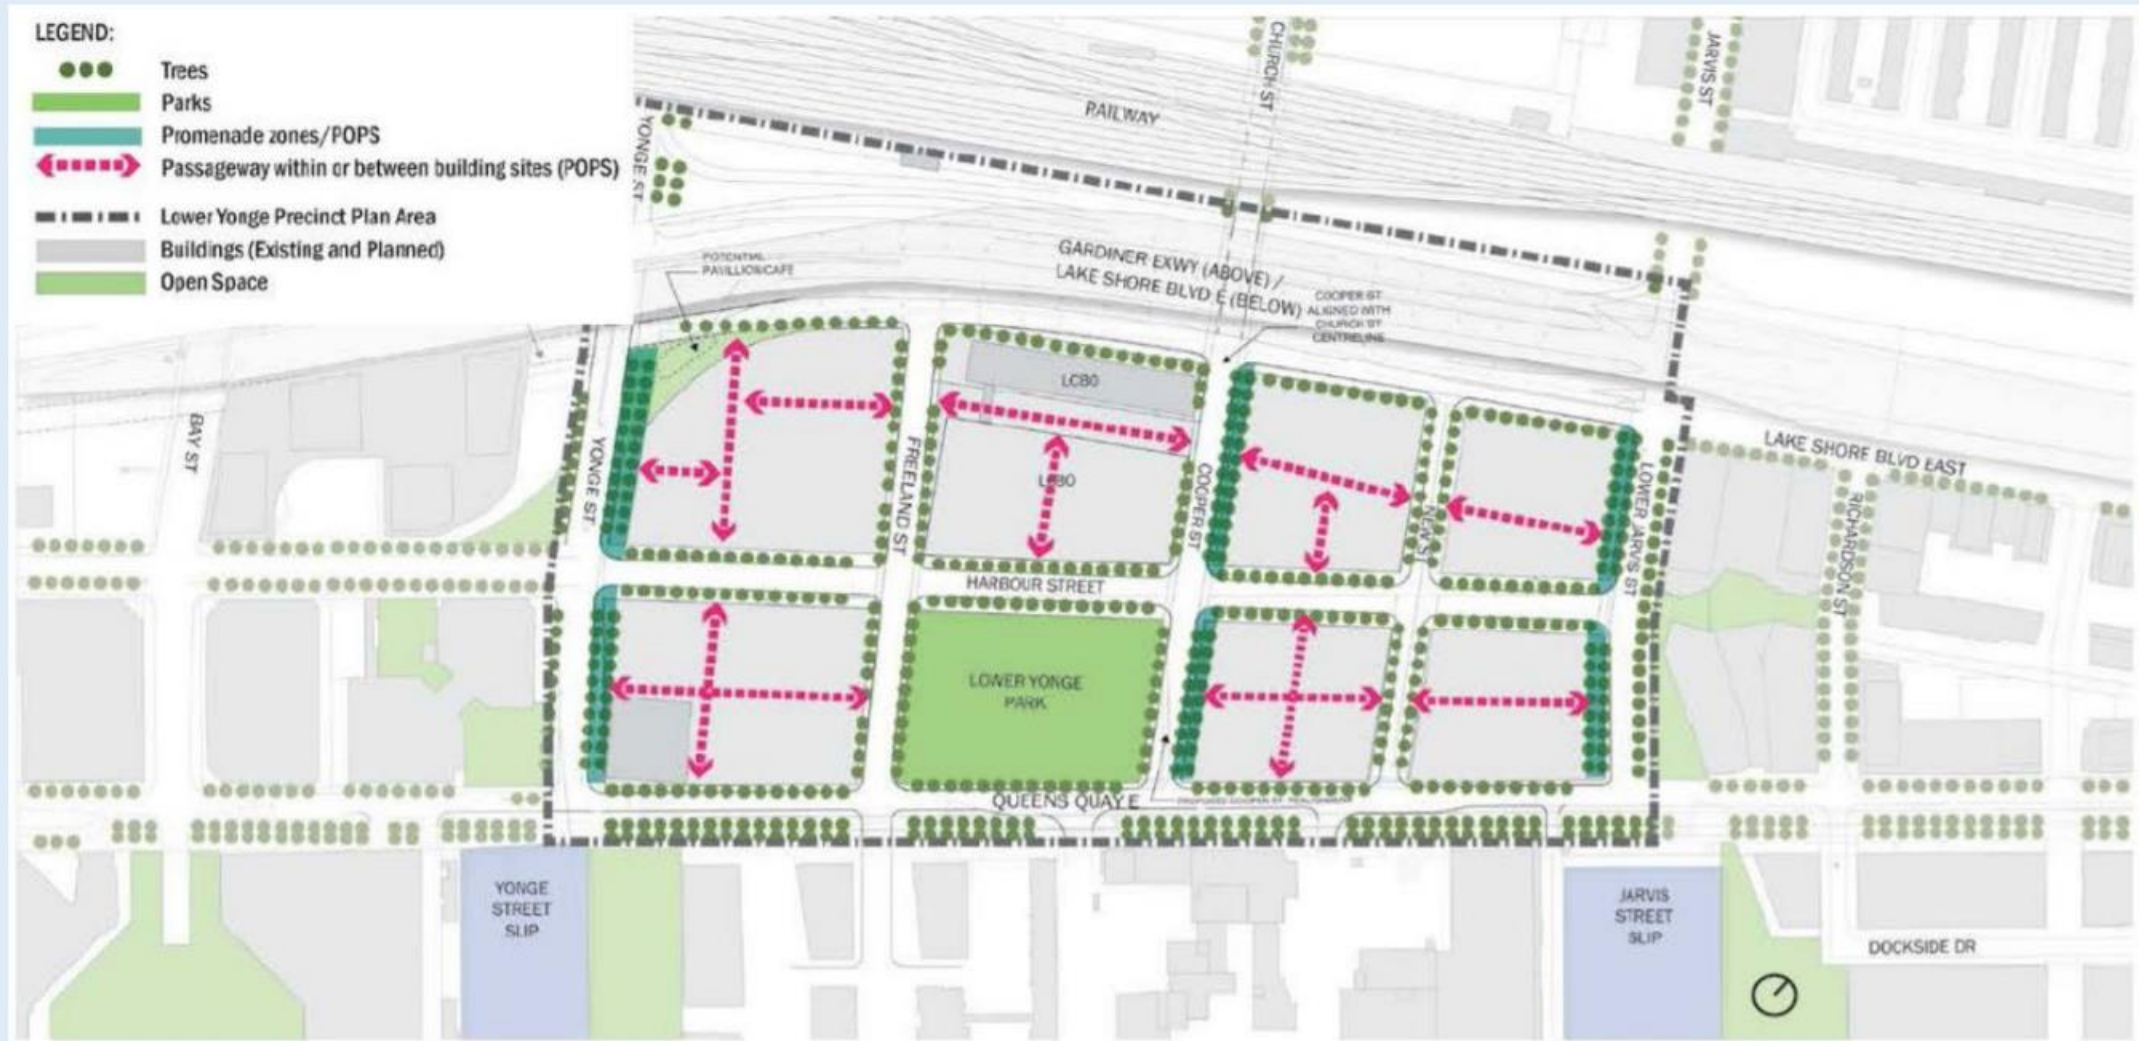 LEGEND:
Trees
Parks
Promenade zones/POPS
Passageway within or between building sites (POPS)
Lower Yonge Precinct Plan Area
Buildings (Existing and Planned)
Open Space
CHURCH ST
JARVIS ST
RAILWAY
YONGE ST.
POTENTIAL
PAVILLION/CAFE
GARDINER EXWY (ABOVE) /
LAKE SHORE BLVD E (BELOW)
COOPER ST
ALIGNED WITH
CHURCH ST
CENTRELINE
LCBO
BAY ST
YONGE ST.
FREELAND ST
LCBO
COOPER ST
NEW ST
LOWER JARVIS ST
LAKE SHORE BLVD EAST
RICHARDSON ST
HARBOUR STREET
LOWER YONGE
PARK
QUEENS QUAY E
PROPOSED COOPER ST. REALIGNMENT
YONGE
STREET
SLIP
JARVIS
STREET
SLIP
DOCKSIDE DR